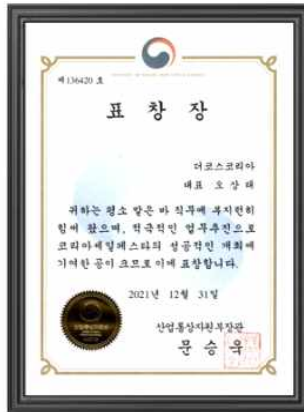 제 136420 호
표 창 장
더코스코리아
대표 오상태
귀하는 평소 맡은 바 직무에 부지런히
힘써 왔으며, 적극적인 업무추진으로
코리아세일페스타의 성공적인 개최에
기여한 공이 크므로 이에 표창합니다.
2021년 12월 31일
산업통상자원부장관
문 승 욱